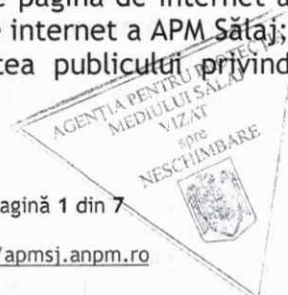 pagina de internet a
e internet a APM Sălaj;
tea publicului privind
AGENȚIA PENTRU PROTECȚIA
MEDIULUI SĂLAJ
VIZAT
spre
NESCHIMBARE
agină 1 din 7
/apmsj.anpm.ro